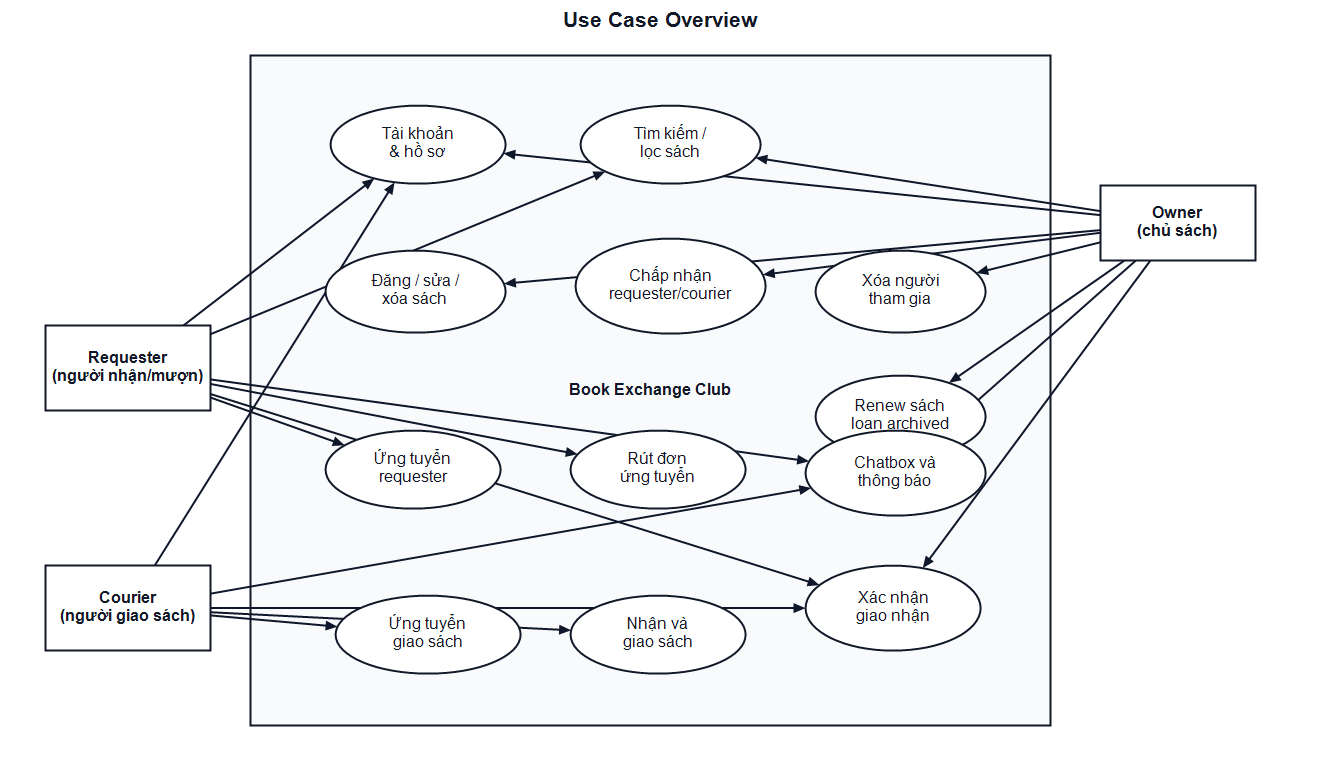 Use Case Overview
Tài khoản
& hồ sơ
Tìm kiếm /
lọc sách
Owner
(chủ sách)
Đăng / sửa /
xóa sách
Chấp nhận
requester/courier
Xóa người
tham gia
Requester
(người nhận/mượn)
Book Exchange Club
Renew sách
loan archived
Ứng tuyển
requester
Rút đơn
ứng tuyển
Chatbox và
thông báo
Courier
(người giao sách)
Ứng tuyển
giao sách
Nhận và
giao sách
Xác nhận
giao nhận